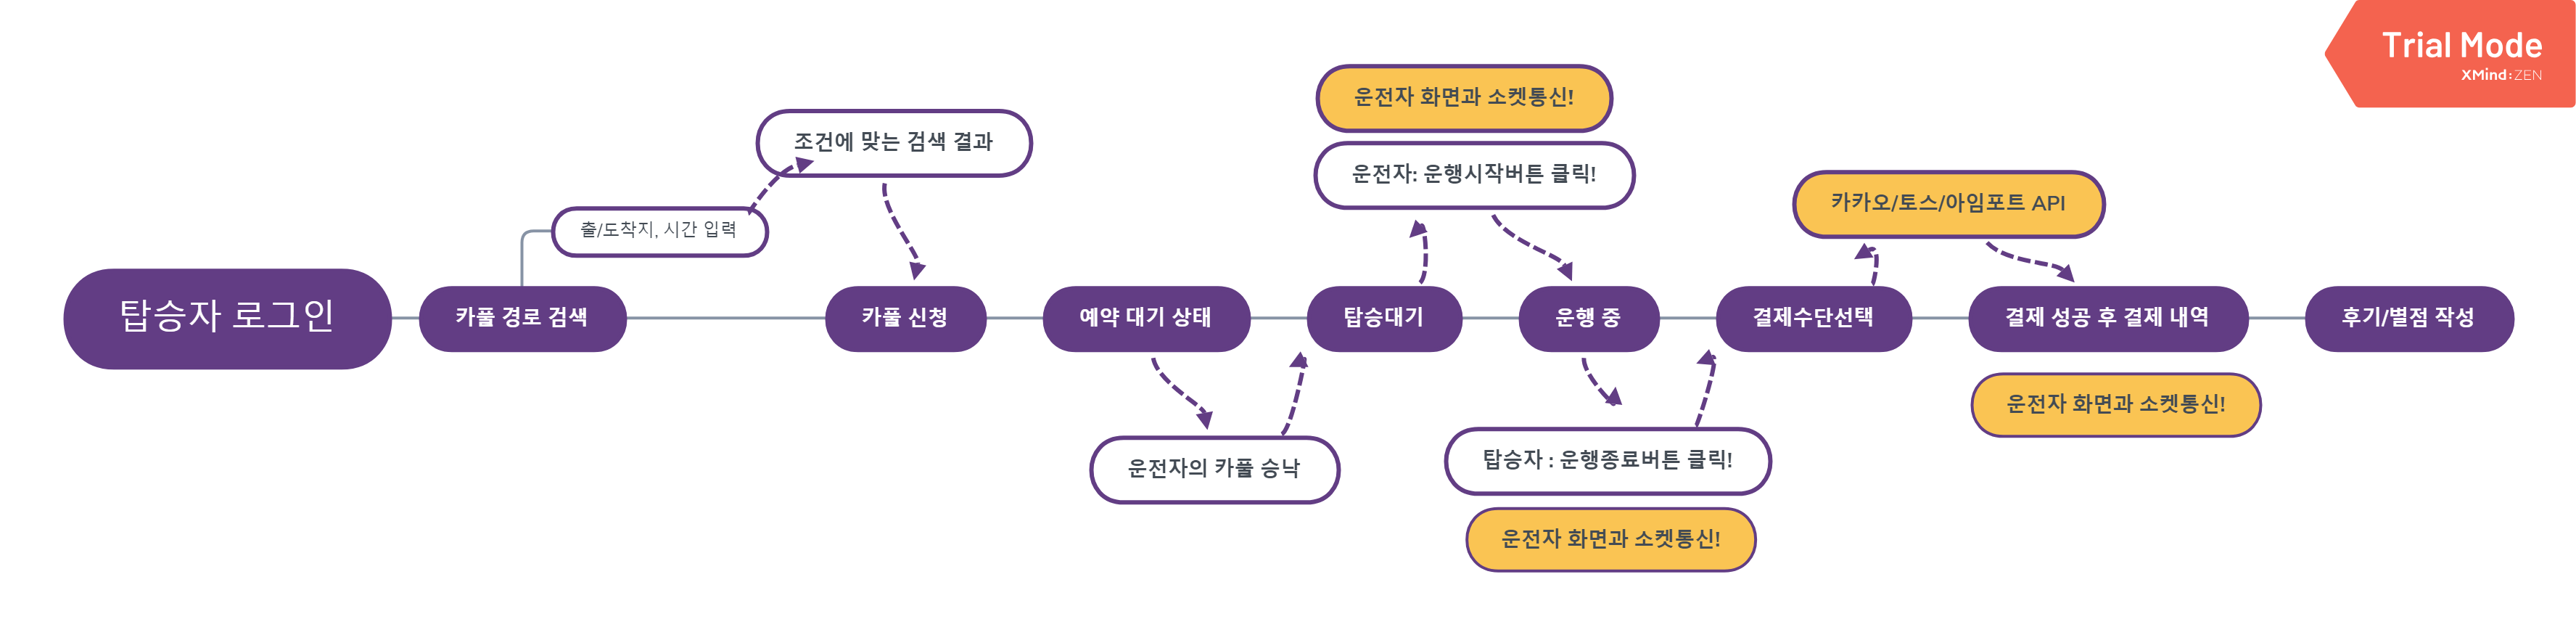 Trial Mode
XMind:ZEN
운전자 화면과 소켓통신!
조건에 맞는 검색 결과
운전자: 운행시작버튼 클릭!
카카오/토스/아임포트 API
출/도착지, 시간 입력
탑승자 로그인
카풀 경로 검색
카풀 신청
예약 대기 상태
탑승대기
운행 중
결제수단선택
결제 성공 후 결제 내역
후기/별점 작성
운전자 화면과 소켓통신!
운전자의 카풀 승낙
탑승자 : 운행종료버튼 클릭!
운전자 화면과 소켓통신!